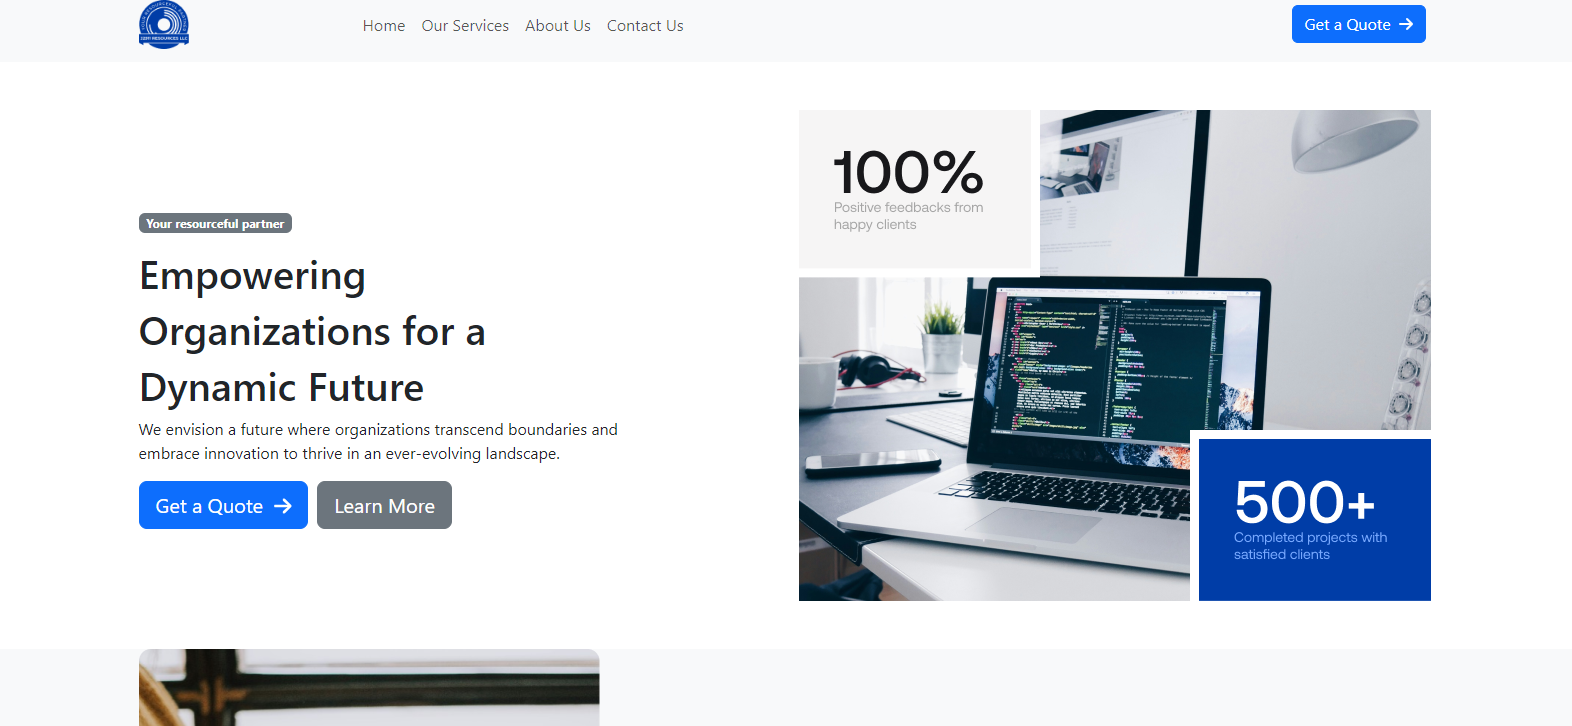 Home Our Services About Us Contact Us Get a Quote
Your resourceful partner
Empowering
Organizations for a
Dynamic Future
We envision a future where organizations transcend boundaries and
embrace innovation to thrive in an ever-evolving landscape.
Get a Quote Learn More
100%
Positive feedbacks from
happy clients
500+
Completed projects with
satisfied clients